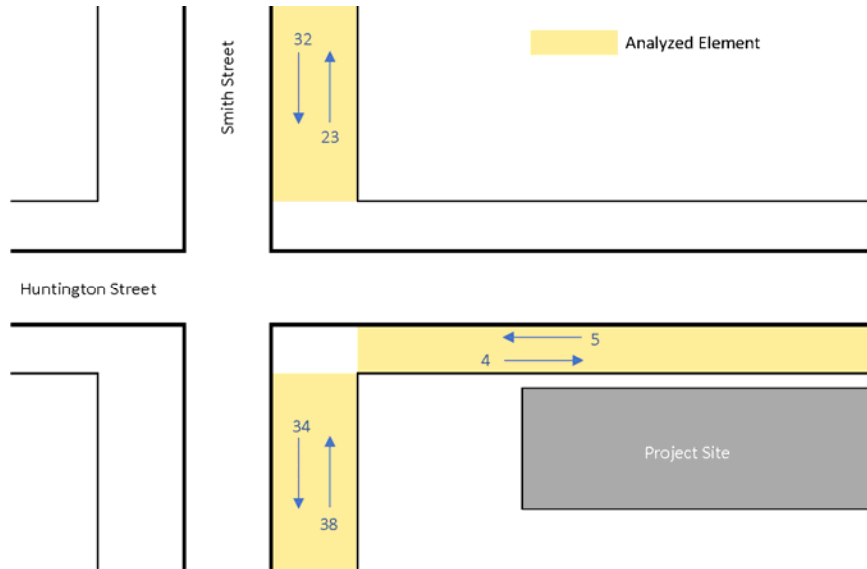 32
23
Smith Street
Analyzed Element
Huntington Street
5
4
34
38
Project Site